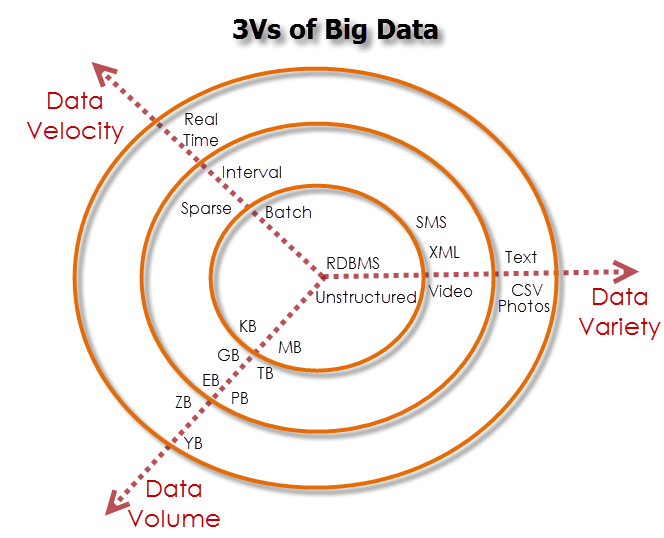 3Vs of Big Data
Data
Velocity
Real
Time
Interval
Sparse
Batch
SMS
XML
RDBMS
Text
Unstructured
Video
CSV
Photos
Data
Variety
KB
MB
GB
TB
EB
PB
ZB
YB
Data
Volume